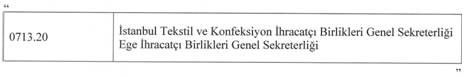 “
0713.20 İstanbul Tekstil ve Konfeksiyon İhracatçı Birlikleri Genel Sekreterliği
Ege İhracatçı Birlikleri Genel Sekreterliği
”